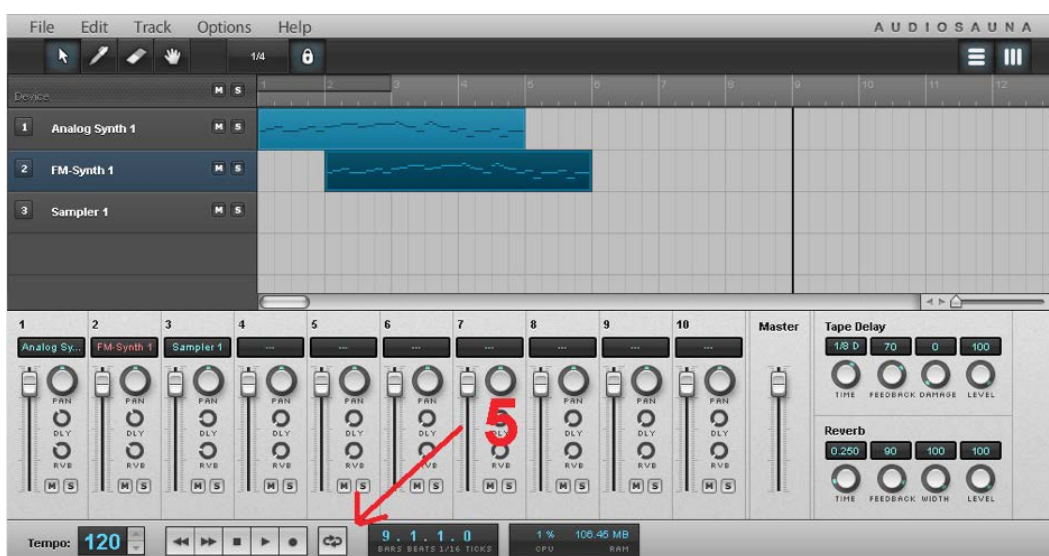 File Edit Track Options Help AUDIOSAUNA
1/4
Device M S 1 2 3 4 5 6 7 8 9 10 11 12
1 Analog Synth 1 M S
2 FM-Synth 1 M S
3 Sampler 1 M S
1 2 3 4 5 6 7 8 9 10 Master Tape Delay
Analog Sy... FM-Synth 1 Sampler 1 --- --- --- --- --- --- --- 1/8 D 70 0 100
PAN PAN PAN PAN PAN PAN PAN PAN PAN PAN TIME FEEDBACK DAMAGE LEVEL
5
DLY DLY DLY DLY DLY DLY DLY DLY DLY DLY Reverb
0.250 90 100 100
RVB RVB RVB RVB RVB RVB RVB RVB RVB RVB
M S M S M S M S M S M S M S M S M S M S TIME FEEDBACK WIDTH LEVEL
Tempo: 120 9. 1. 1. 0 1 % 106.45 MB
BARS BEATS 1/16 TICKS CPU RAM